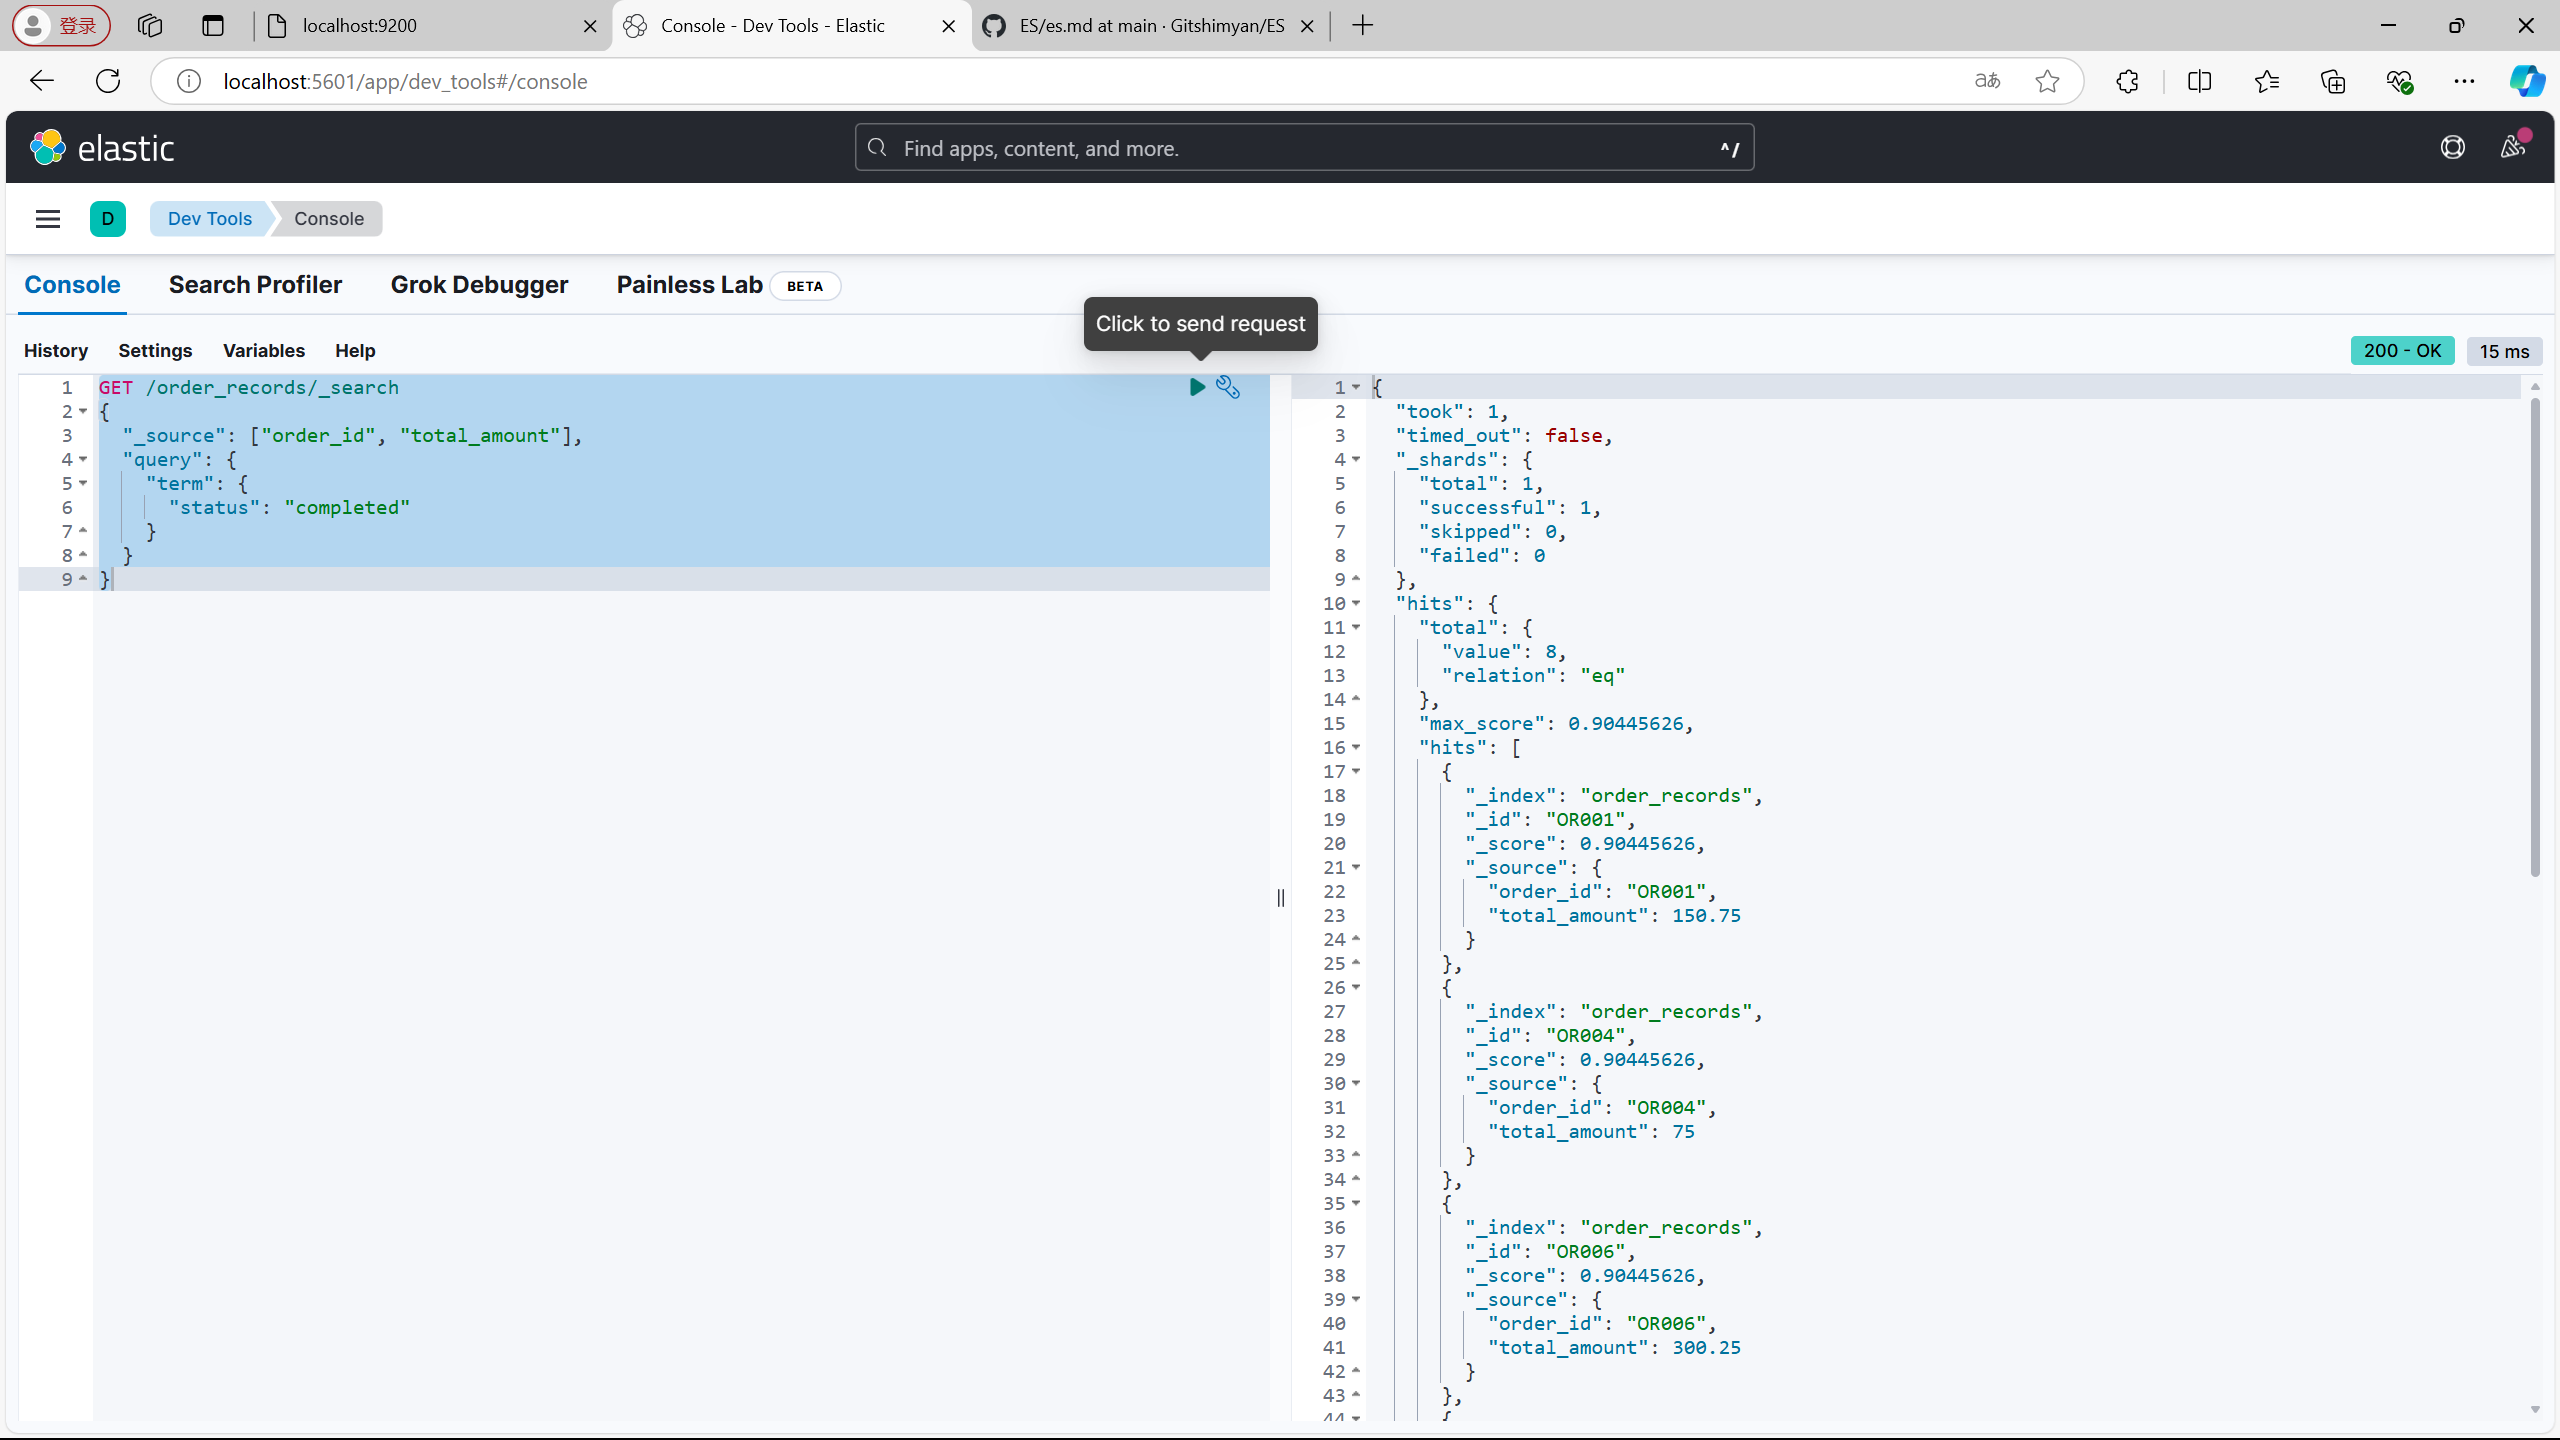 登录
localhost:9200
Console - Dev Tools - Elastic
ES/es.md at main · Gitshimyan/ES
localhost:5601/app/dev_tools#/console
aあ
elastic
Find apps, content, and more.
^/
D
Dev Tools
Console
Console
Search Profiler
Grok Debugger
Painless Lab
BETA
Click to send request
History
Settings
Variables
Help
200 - OK
15 ms
1 GET /order_records/_search
2 {
3 "_source": ["order_id", "total_amount"],
4 "query": {
5 "term": {
6 "status": "completed"
7 }
8 }
9 }
1 {
2 "took": 1,
3 "timed_out": false,
4 "_shards": {
5 "total": 1,
6 "successful": 1,
7 "skipped": 0,
8 "failed": 0
9 },
10 "hits": {
11 "total": {
12 "value": 8,
13 "relation": "eq"
14 },
15 "max_score": 0.90445626,
16 "hits": [
17 {
18 "_index": "order_records",
19 "_id": "OR001",
20 "_score": 0.90445626,
21 "_source": {
22 "order_id": "OR001",
23 "total_amount": 150.75
24 }
25 },
26 {
27 "_index": "order_records",
28 "_id": "OR004",
29 "_score": 0.90445626,
30 "_source": {
31 "order_id": "OR004",
32 "total_amount": 75
33 }
34 },
35 {
36 "_index": "order_records",
37 "_id": "OR006",
38 "_score": 0.90445626,
39 "_source": {
40 "order_id": "OR006",
41 "total_amount": 300.25
42 }
43 },
44 {